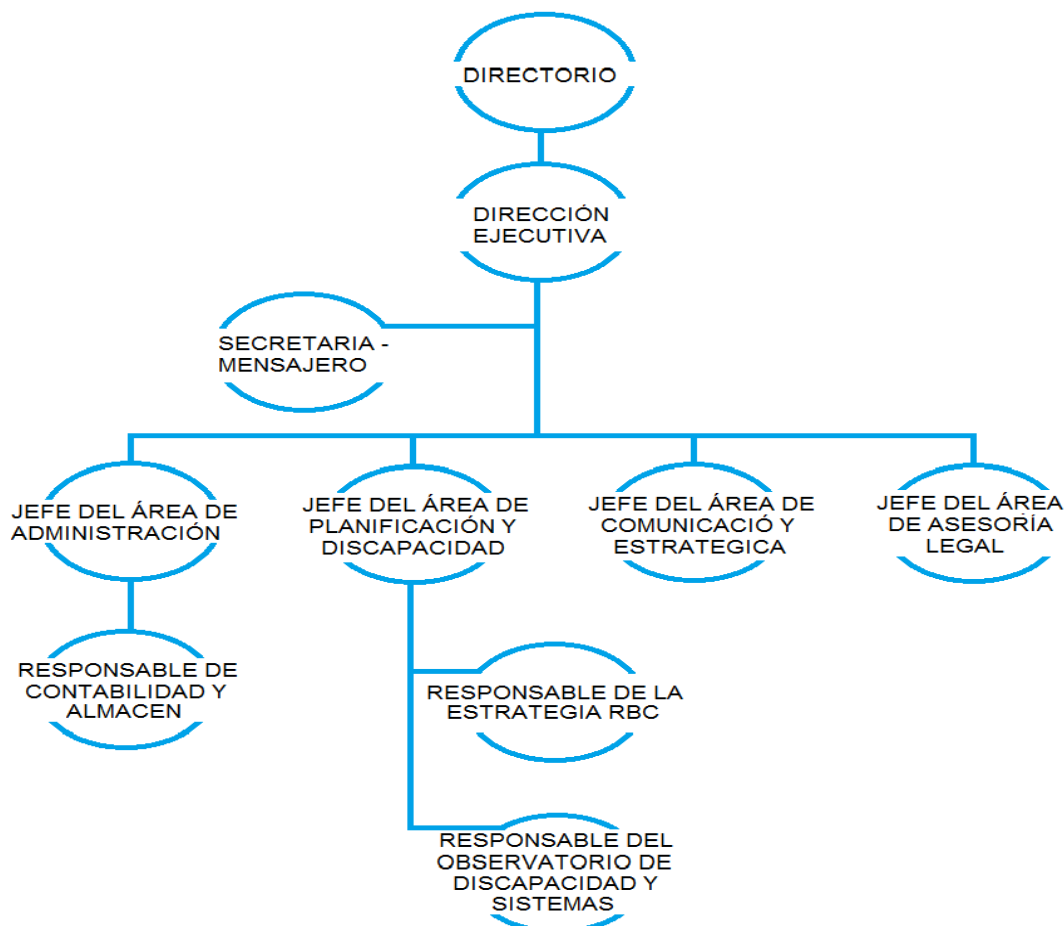 DIRECTORIO
DIRECCIÓN
EJECUTIVA
SECRETARIA -
MENSAJERO
JEFE DEL ÁREA DE
ADMINISTRACIÓN
JEFE DEL ÁREA DE
PLANIFICACIÓN Y
DISCAPACIDAD
JEFE DEL ÁREA DE
COMUNICACIÓ Y
ESTRATEGICA
JEFE DEL ÁREA
DE ASESORÍA
LEGAL
RESPONSABLE DE
CONTABILIDAD Y
ALMACEN
RESPONSABLE DE LA
ESTRATEGIA RBC
RESPONSABLE DEL
OBSERVATORIO DE
DISCAPACIDAD Y
SISTEMAS